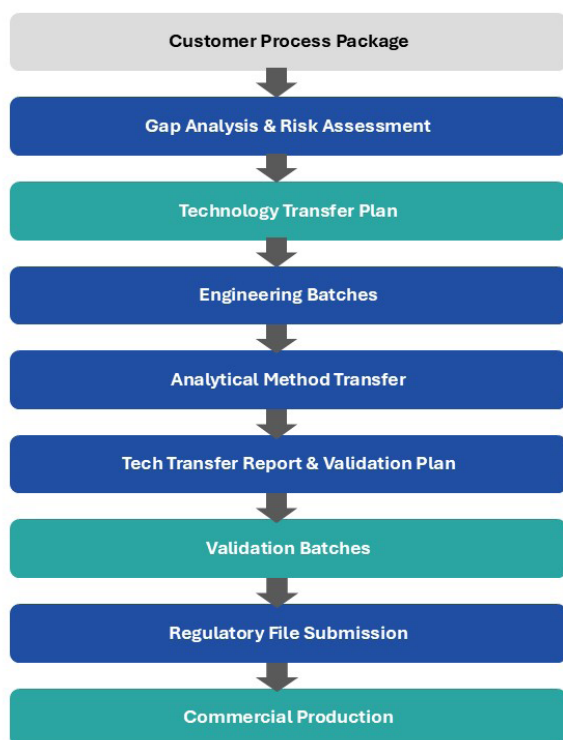 Customer Process Package
Gap Analysis & Risk Assessment
Technology Transfer Plan
Engineering Batches
Analytical Method Transfer
Tech Transfer Report & Validation Plan
Validation Batches
Regulatory File Submission
Commercial Production